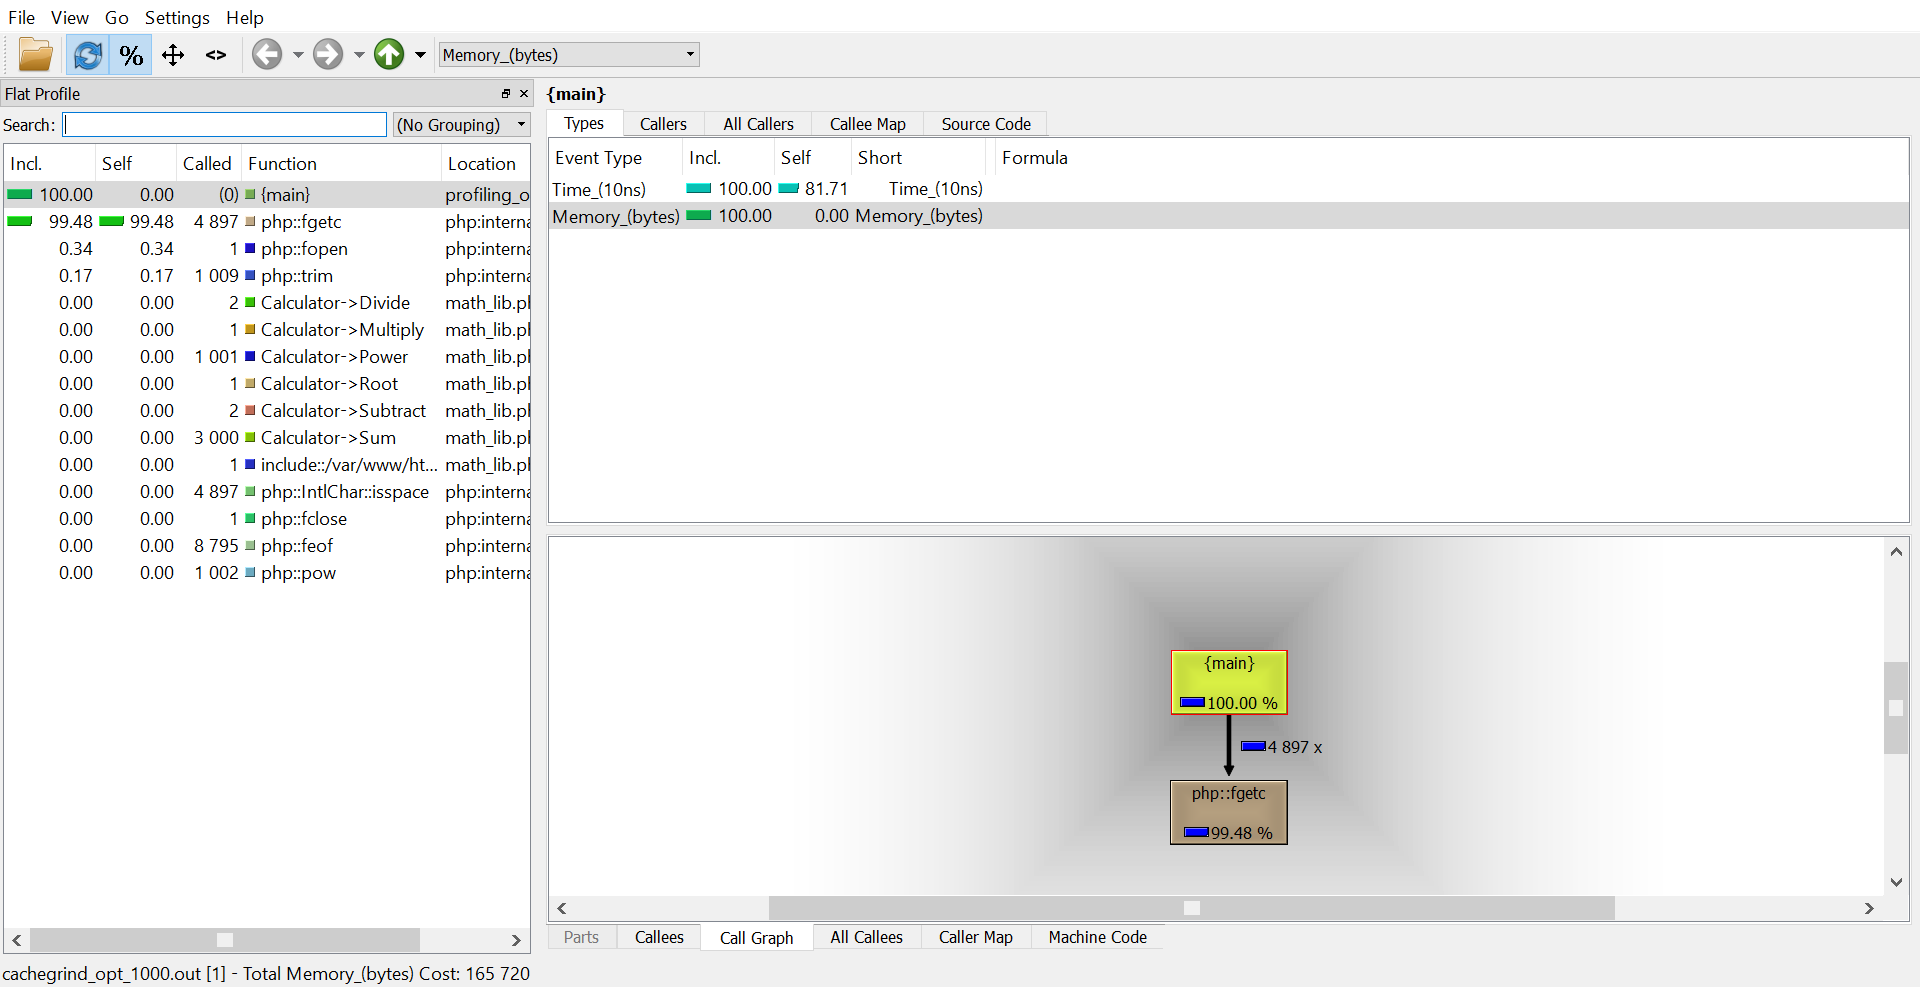 File View Go Settings Help
% <> Memory_(bytes)
Flat Profile
Search: (No Grouping)
Incl. Self Called Function Location
100.00 0.00 (0) {main} profiling_o
99.48 99.48 4 897 php::fgetc php:interna
0.34 0.34 1 php::fopen php:interna
0.17 0.17 1 009 php::trim php:interna
0.00 0.00 2 Calculator->Divide math_lib.ph
0.00 0.00 1 Calculator->Multiply math_lib.ph
0.00 0.00 1 001 Calculator->Power math_lib.ph
0.00 0.00 1 Calculator->Root math_lib.ph
0.00 0.00 2 Calculator->Subtract math_lib.ph
0.00 0.00 3 000 Calculator->Sum math_lib.ph
0.00 0.00 1 include::/var/www/ht... math_lib.ph
0.00 0.00 4 897 php::IntlChar::isspace php:interna
0.00 0.00 1 php::fclose php:interna
0.00 0.00 8 795 php::feof php:interna
0.00 0.00 1 002 php::pow php:interna
{main}
Types Callers All Callers Callee Map Source Code
Event Type Incl. Self Short Formula
Time_(10ns) 100.00 81.71 Time_(10ns)
Memory_(bytes) 100.00 0.00 Memory_(bytes)
{main}
100.00 %
4 897 x
php::fgetc
99.48 %
Parts Callees Call Graph All Callees Caller Map Machine Code
cachegrind_opt_1000.out [1] - Total Memory_(bytes) Cost: 165 720